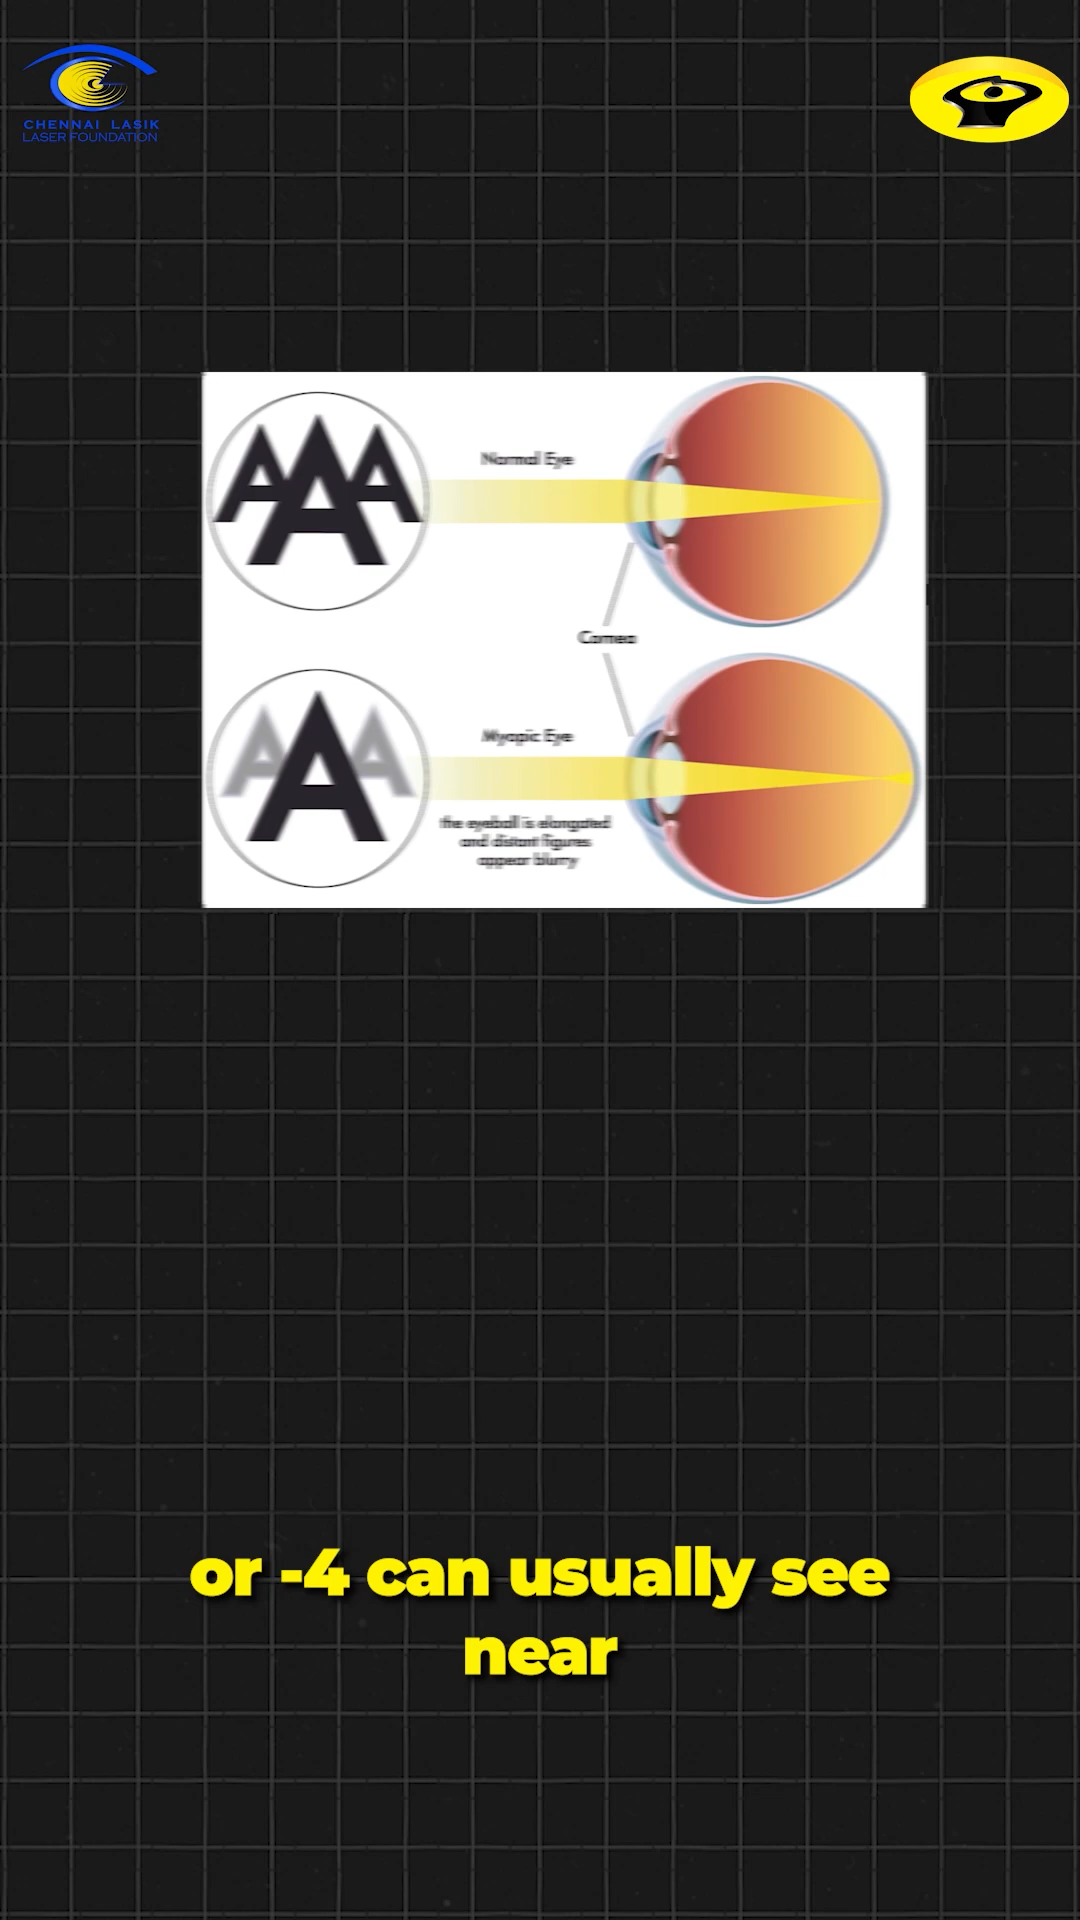 CHENNAI LASIK
LASER FOUNDATION
AAA
A
Normal Eye
Cornea
A A A
Myopic Eye
the eyeball is elongated
and distant figures
appear blurry
or -4 can usually see
near